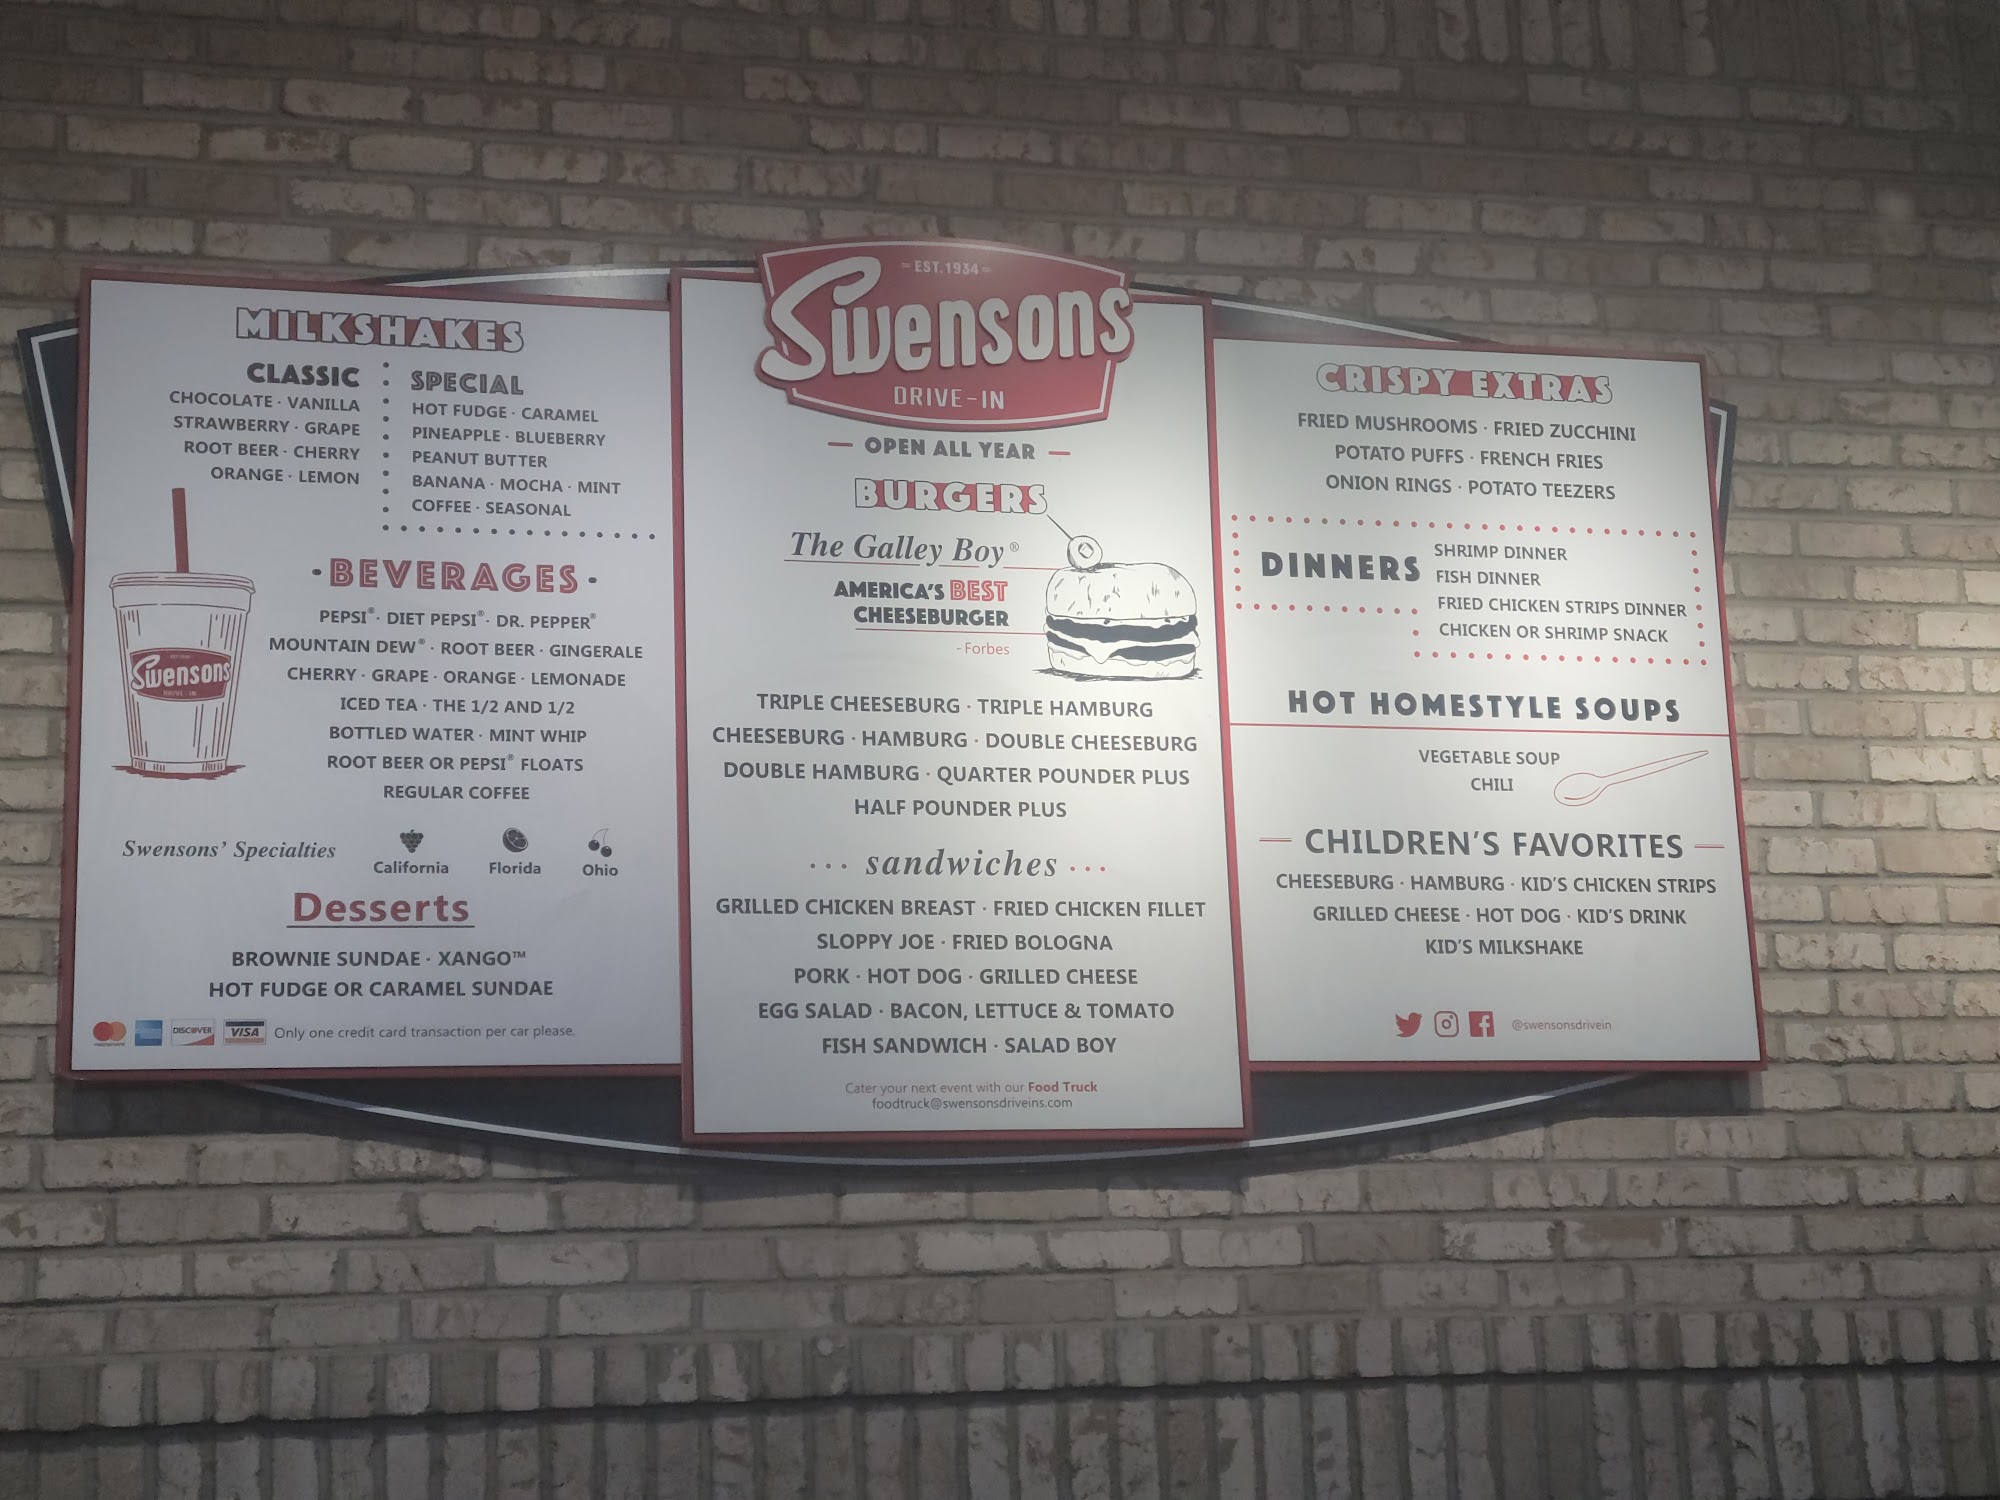 MILKSHAKES
CLASSIC
CHOCOLATE · VANILLA
STRAWBERRY · GRAPE
ROOT BEER · CHERRY
ORANGE · LEMON
SPECIAL
HOT FUDGE · CARAMEL
PINEAPPLE · BLUEBERRY
PEANUT BUTTER
BANANA · MOCHA · MINT
COFFEE · SEASONAL
· BEVERAGES ·
PEPSI® · DIET PEPSI® · DR. PEPPER®
MOUNTAIN DEW® · ROOT BEER · GINGERALE
CHERRY · GRAPE · ORANGE · LEMONADE
ICED TEA · THE 1/2 AND 1/2
BOTTLED WATER · MINT WHIP
ROOT BEER OR PEPSI® FLOATS
REGULAR COFFEE
Swensons
DRIVE-IN
Swensons' Specialties
California Florida Ohio
Desserts
BROWNIE SUNDAE · XANGO™
HOT FUDGE OR CARAMEL SUNDAE
DISCOVER VISA Only one credit card transaction per car please.
EST. 1934
Swensons
DRIVE-IN
— OPEN ALL YEAR —
BURGERS
The Galley Boy®
AMERICA'S BEST
CHEESEBURGER
- Forbes
TRIPLE CHEESEBURG · TRIPLE HAMBURG
CHEESEBURG · HAMBURG · DOUBLE CHEESEBURG
DOUBLE HAMBURG · QUARTER POUNDER PLUS
HALF POUNDER PLUS
··· sandwiches ···
GRILLED CHICKEN BREAST · FRIED CHICKEN FILLET
SLOPPY JOE · FRIED BOLOGNA
PORK · HOT DOG · GRILLED CHEESE
EGG SALAD · BACON, LETTUCE & TOMATO
FISH SANDWICH · SALAD BOY
Cater your next event with our Food Truck
foodtruck@swensonsdriveins.com
CRISPY EXTRAS
FRIED MUSHROOMS · FRIED ZUCCHINI
POTATO PUFFS · FRENCH FRIES
ONION RINGS · POTATO TEEZERS
DINNERS
SHRIMP DINNER
FISH DINNER
FRIED CHICKEN STRIPS DINNER
CHICKEN OR SHRIMP SNACK
HOT HOMESTYLE SOUPS
VEGETABLE SOUP
CHILI
— CHILDREN'S FAVORITES —
CHEESEBURG · HAMBURG · KID'S CHICKEN STRIPS
GRILLED CHEESE · HOT DOG · KID'S DRINK
KID'S MILKSHAKE
@swensonsdrivein